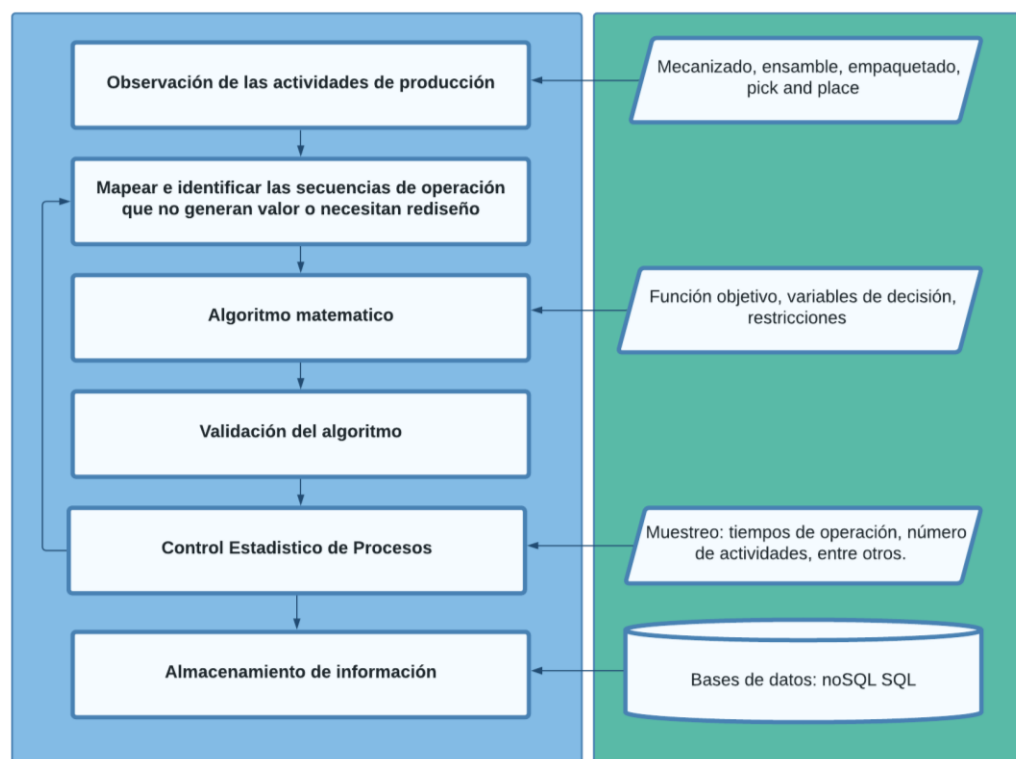 Observación de las actividades de producción
Mecanizado, ensamble, empaquetado,
pick and place
Mapear e identificar las secuencias de operación
que no generan valor o necesitan rediseño
Algoritmo matematico
Función objetivo, variables de decisión,
restricciones
Validación del algoritmo
Control Estadistico de Procesos
Muestreo: tiempos de operación, número
de actividades, entre otros.
Almacenamiento de información
Bases de datos: noSQL SQL